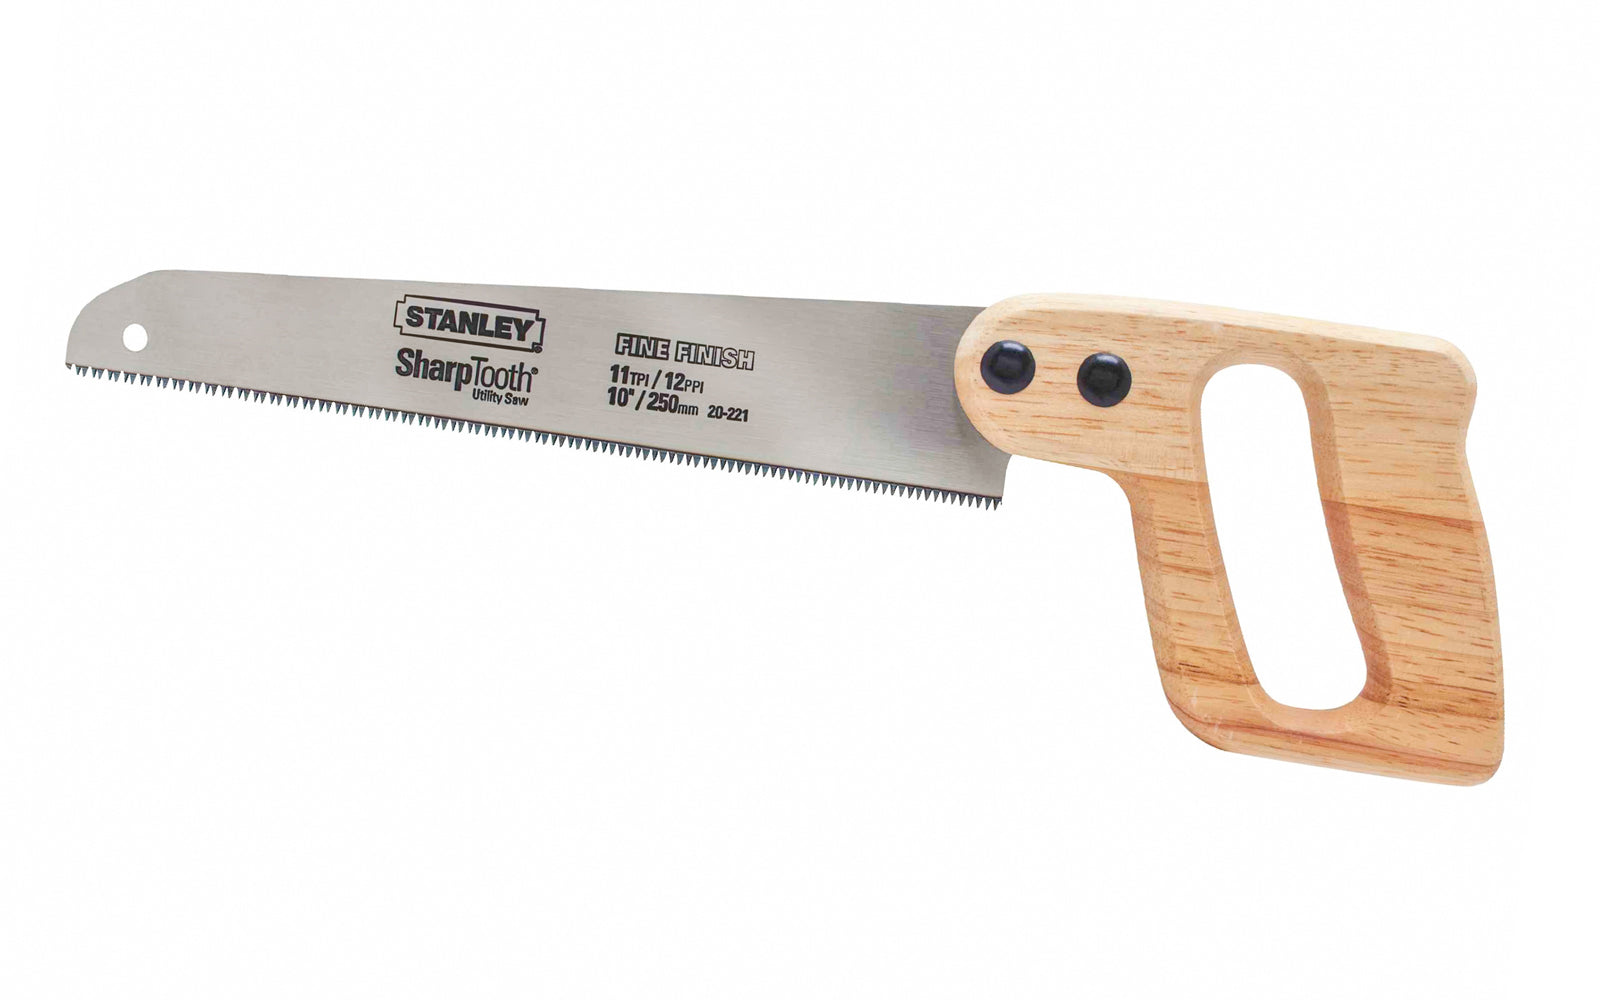 STANLEY®
SharpTooth®
Utility Saw
FINE FINISH
11TPI / 12PPI
10" / 250mm 20-221